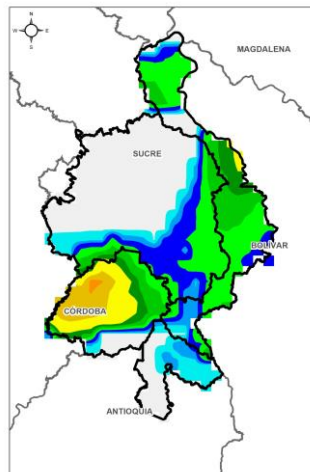 N
W E
S
MAGDALENA
SUCRE
BOLIVAR
CÓRDOBA
ANTIOQUIA